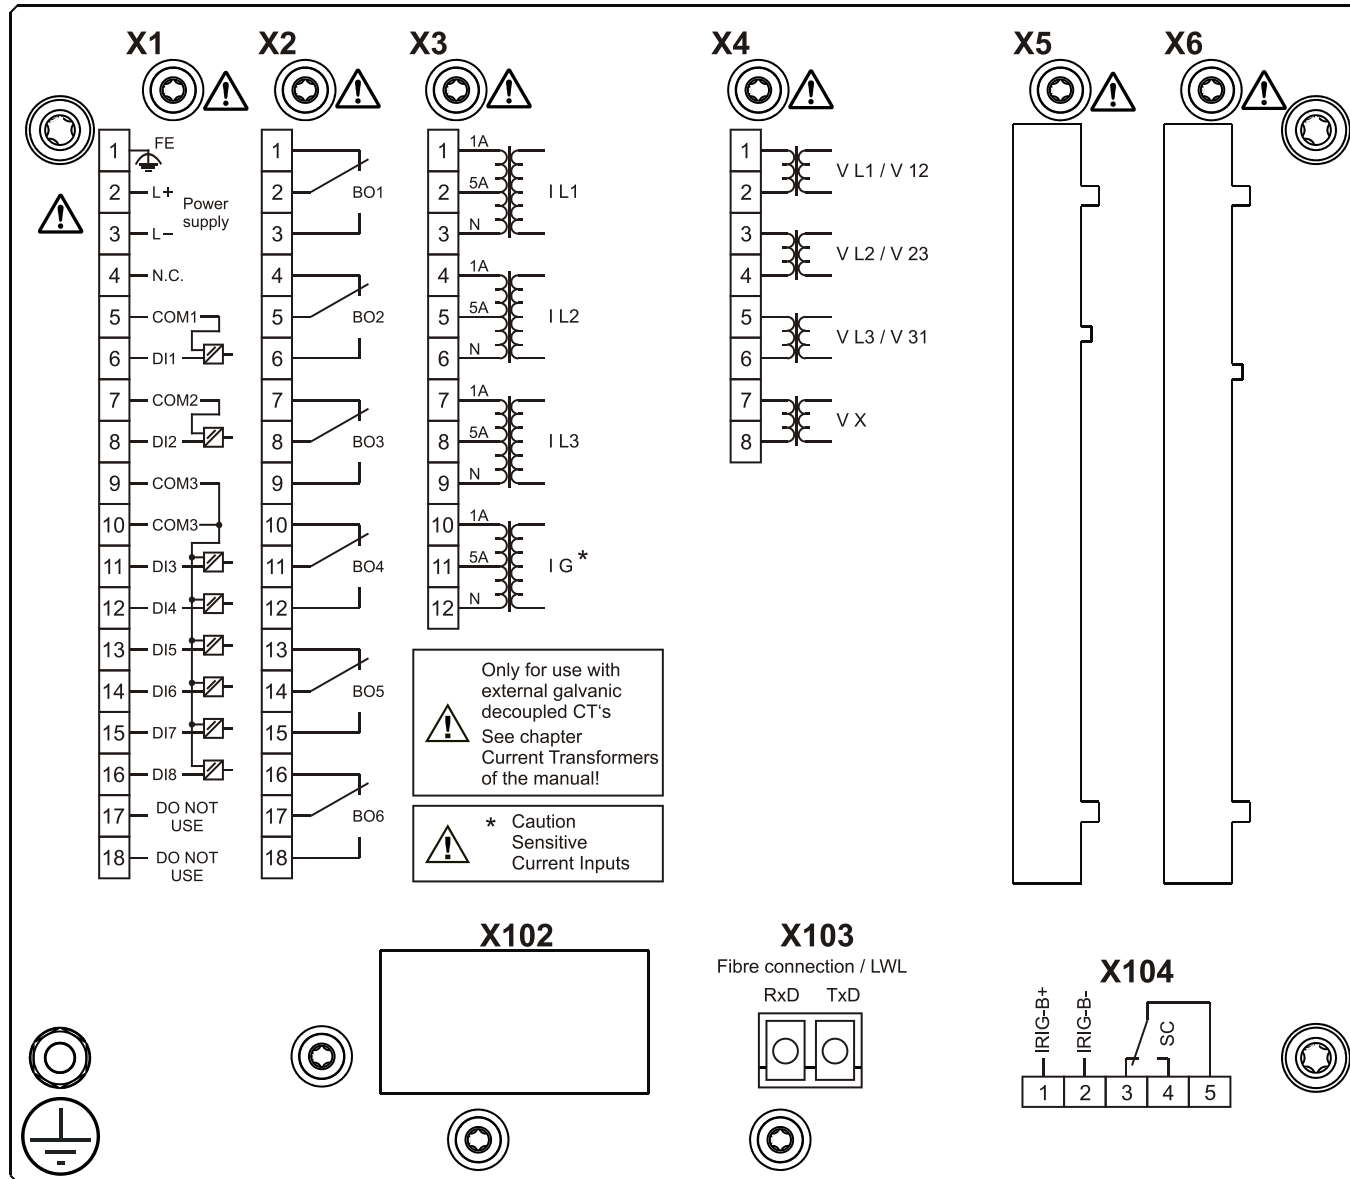 X1
X2
X3
X4
X5
X6
1 FE
2 L+
3 L−
Power
supply
4 N.C.
5 COM1
6 DI1
7 COM2
8 DI2
9 COM3
10 COM3
11 DI3
12 DI4
13 DI5
14 DI6
15 DI7
16 DI8
17 DO NOT
USE
18 DO NOT
USE
1
2 BO1
3
4
5 BO2
6
7
8 BO3
9
10
11 BO4
12
13
14 BO5
15
16
17 BO6
18
1 1A
2 5A I L1
3 N
4 1A
5 5A I L2
6 N
7 1A
8 5A I L3
9 N
10 1A
11 5A I G *
12 N
Only for use with
external galvanic
decoupled CT's
See chapter
Current Transformers
of the manual!
* Caution
Sensitive
Current Inputs
1
V L1 / V 12
2
3
V L2 / V 23
4
5
V L3 / V 31
6
7
V X
8
X102
X103
Fibre connection / LWL
RxD TxD
X104
IRIG-B+
IRIG-B-
SC
1 2 3 4 5